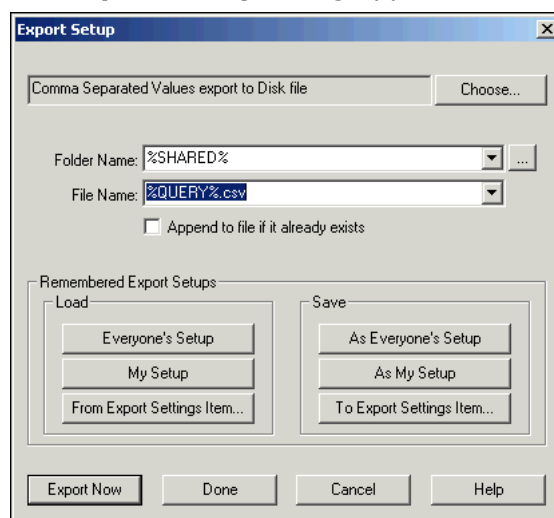 Export Setup
Comma Separated Values export to Disk file
Choose...
Folder Name: %SHARED%
...
File Name: %QUERY%.csv
Append to file if it already exists
Remembered Export Setups
Load
Save
Everyone's Setup
As Everyone's Setup
My Setup
As My Setup
From Export Settings Item...
To Export Settings Item...
Export Now
Done
Cancel
Help